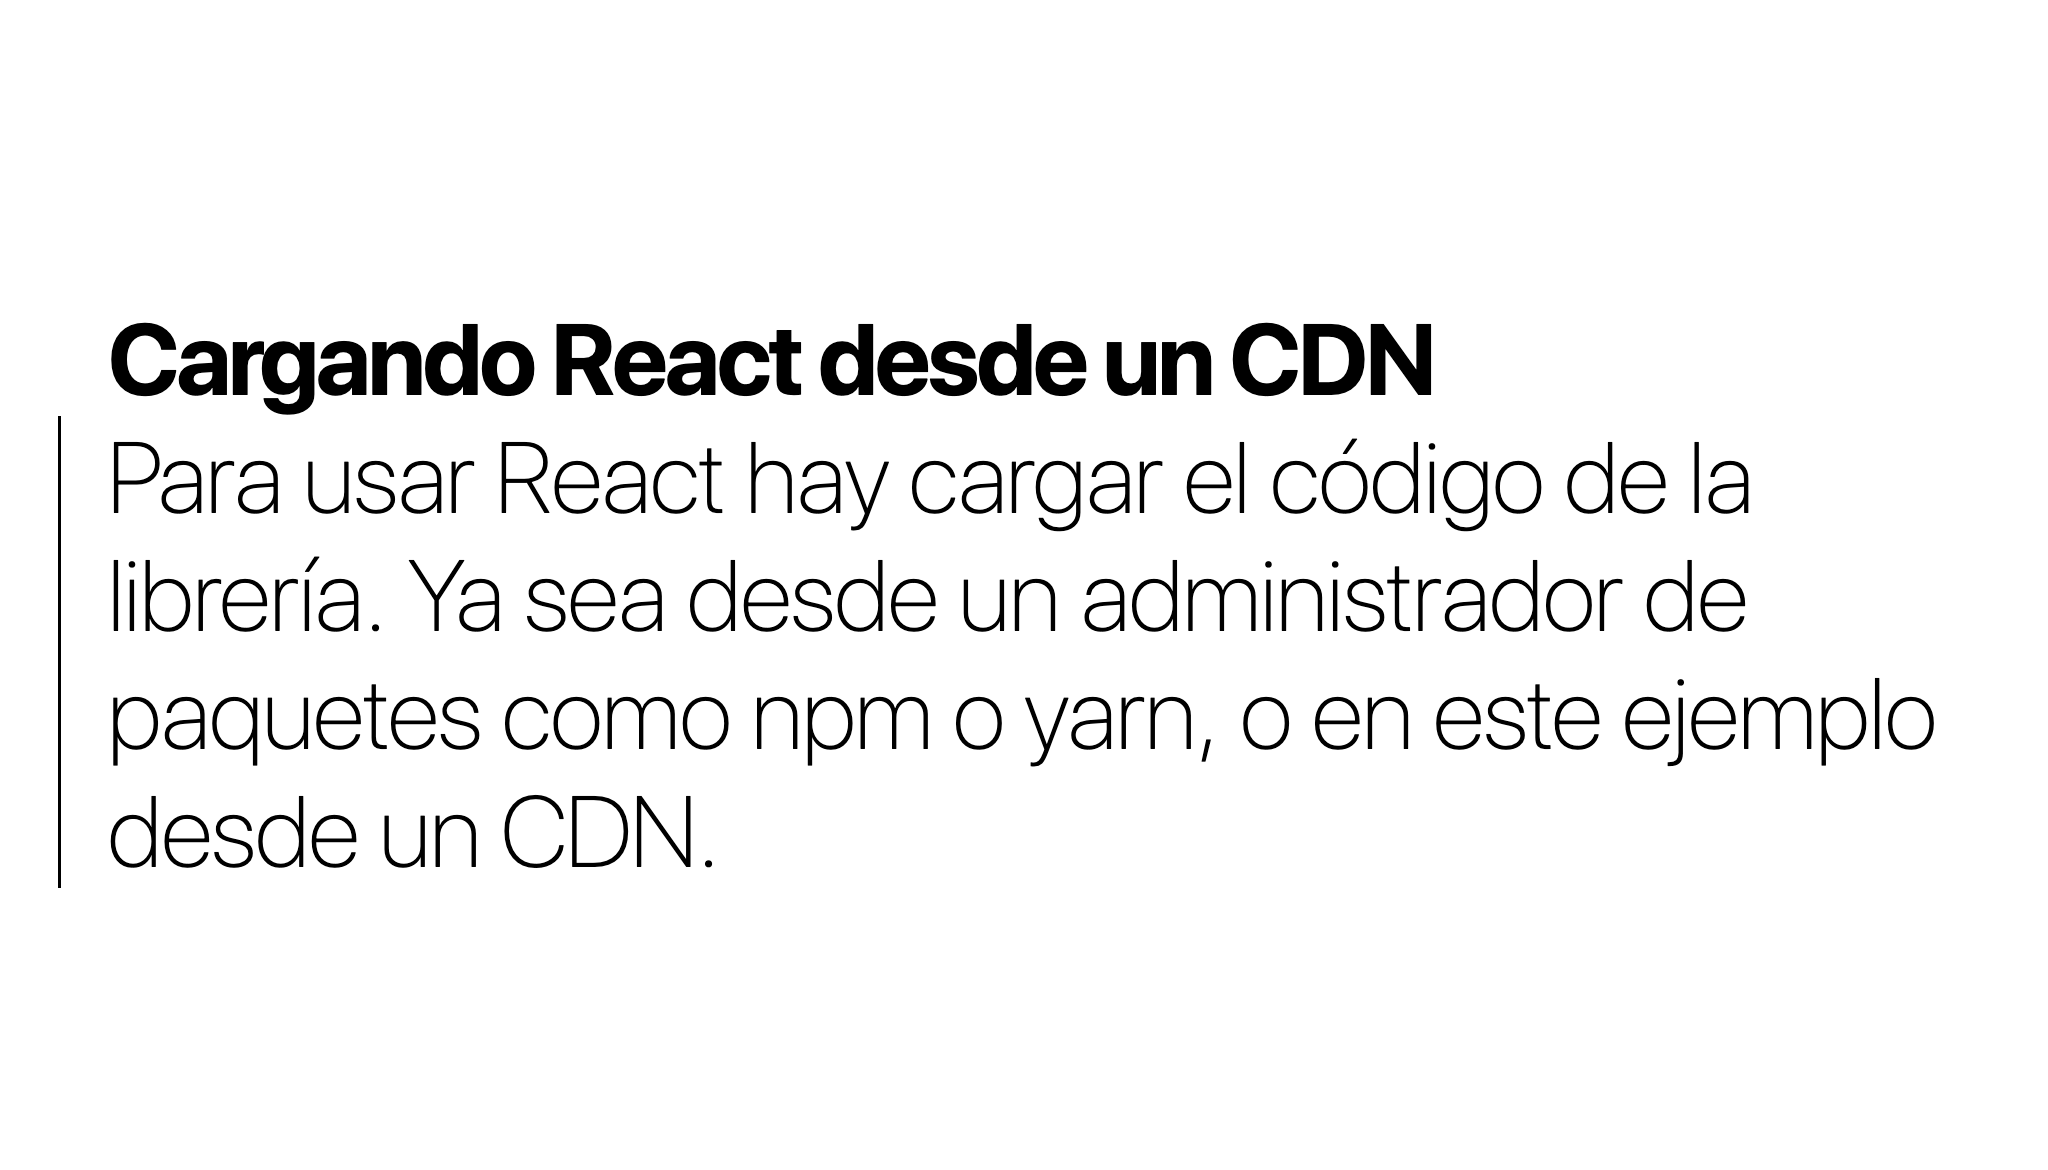 Cargando React desde un CDN
Para usar React hay cargar el código de la
librería. Ya sea desde un administrador de
paquetes como npm o yarn, o en este ejemplo
desde un CDN.